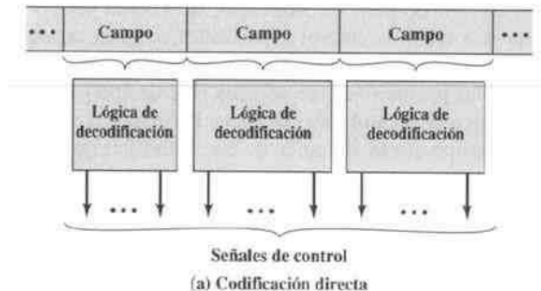 ••• Campo Campo Campo •••
Lógica de decodificación Lógica de decodificación Lógica de decodificación
••• ••• •••
Señales de control
(a) Codificación directa